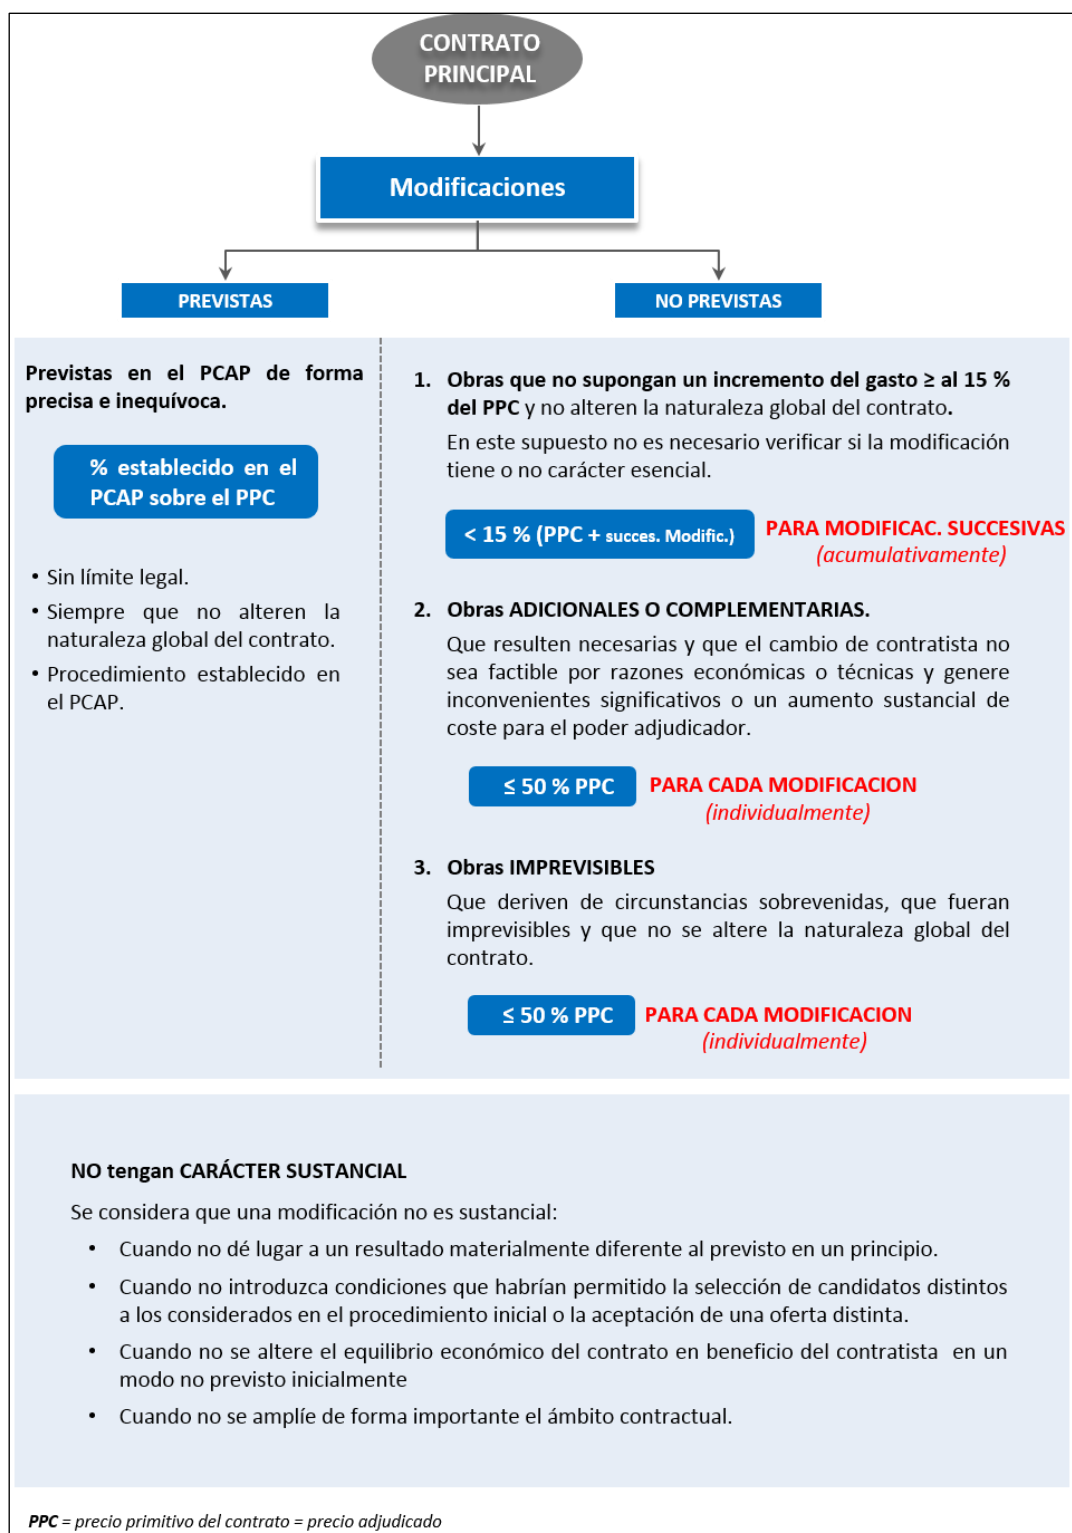 CONTRATO
PRINCIPAL
Modificaciones
PREVISTAS
NO PREVISTAS
Previstas en el PCAP de forma
precisa e inequívoca.
% establecido en el
PCAP sobre el PPC
• Sin límite legal.
• Siempre que no alteren la
naturaleza global del contrato.
• Procedimiento establecido en
el PCAP.
1. Obras que no supongan un incremento del gasto ≥ al 15 %
del PPC y no alteren la naturaleza global del contrato.
En este supuesto no es necesario verificar si la modificación
tiene o no carácter esencial.
< 15 % (PPC + succes. Modific.)
PARA MODIFICAC. SUCCESIVAS
(acumulativamente)
2. Obras ADICIONALES O COMPLEMENTARIAS.
Que resulten necesarias y que el cambio de contratista no
sea factible por razones económicas o técnicas y genere
inconvenientes significativos o un aumento sustancial de
coste para el poder adjudicador.
≤ 50 % PPC
PARA CADA MODIFICACION
(individualmente)
3. Obras IMPREVISIBLES
Que deriven de circunstancias sobrevenidas, que fueran
imprevisibles y que no se altere la naturaleza global del
contrato.
≤ 50 % PPC
PARA CADA MODIFICACION
(individualmente)
NO tengan CARÁCTER SUSTANCIAL
Se considera que una modificación no es sustancial:
• Cuando no dé lugar a un resultado materialmente diferente al previsto en un principio.
• Cuando no introduzca condiciones que habrían permitido la selección de candidatos distintos
a los considerados en el procedimiento inicial o la aceptación de una oferta distinta.
• Cuando no se altere el equilibrio económico del contrato en beneficio del contratista en un
modo no previsto inicialmente
• Cuando no se amplíe de forma importante el ámbito contractual.
PPC = precio primitivo del contrato = precio adjudicado